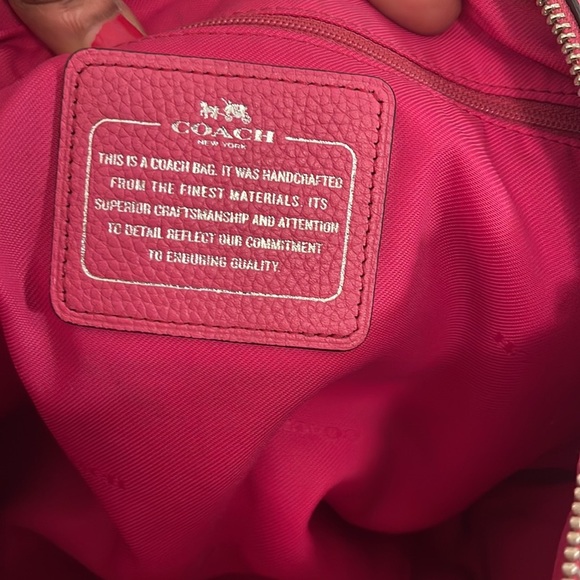 COACH
NEW YORK
THIS IS A COACH BAG. IT WAS HANDCRAFTED
FROM THE FINEST MATERIALS. ITS
SUPERIOR CRAFTSMANSHIP AND ATTENTION
TO DETAIL REFLECT OUR COMMITMENT
TO ENDURING QUALITY.